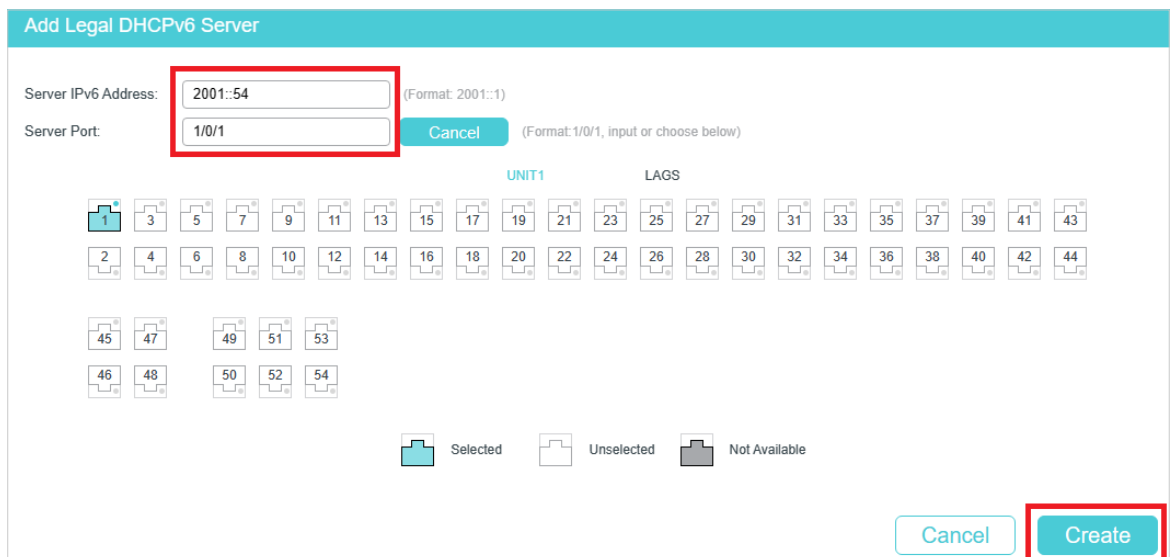 Add Legal DHCPv6 Server
Server IPv6 Address: 2001::54 (Format: 2001::1)
Server Port: 1/0/1 Cancel (Format:1/0/1, input or choose below)
UNIT1 LAGS
1 3 5 7 9 11 13 15 17 19 21 23 25 27 29 31 33 35 37 39 41 43
2 4 6 8 10 12 14 16 18 20 22 24 26 28 30 32 34 36 38 40 42 44
45 47 49 51 53
46 48 50 52 54
Selected Unselected Not Available
Cancel Create